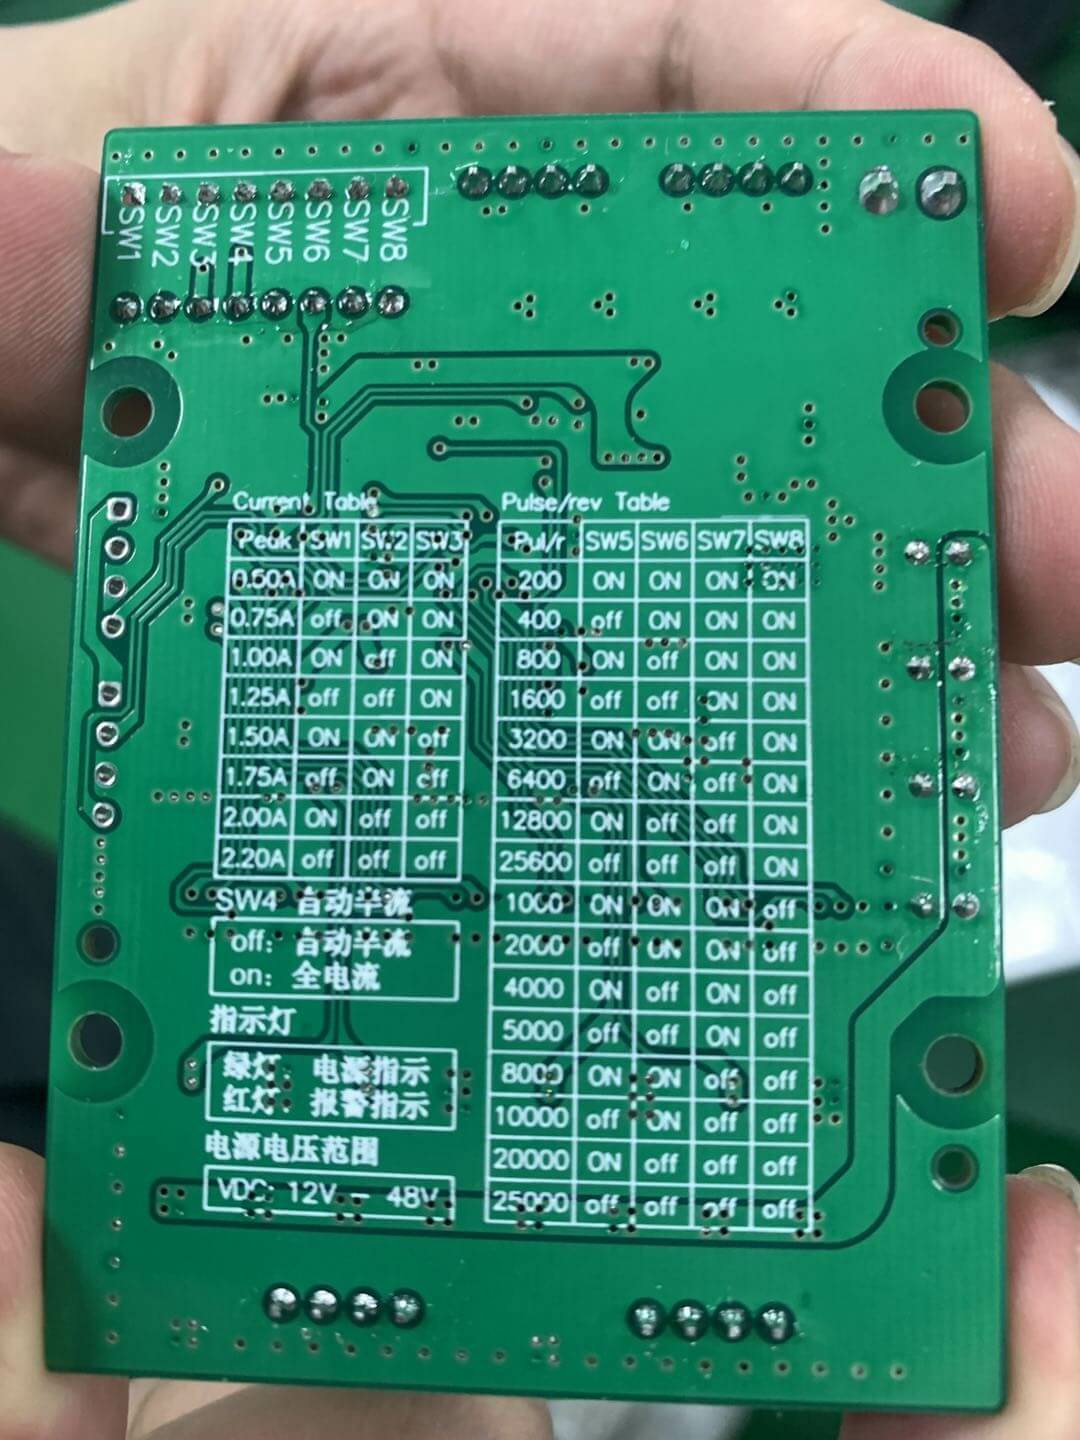 SW1 SW2 SW3 SW4 SW5 SW6 SW7 SW8
Current Table
Peak SW1 SW2 SW3
0.50A ON ON ON
0.75A off ON ON
1.00A ON off ON
1.25A off off ON
1.50A ON ON off
1.75A off ON off
2.00A ON off off
2.20A off off off
SW4 自动半流
off: 自动半流
on: 全电流
指示灯
绿灯: 电源指示
红灯: 报警指示
电源电压范围
VDC: 12V - 48V
Pulse/rev Table
Pul/r SW5 SW6 SW7 SW8
200 ON ON ON ON
400 off ON ON ON
800 ON off ON ON
1600 off off ON ON
3200 ON ON off ON
6400 off ON off ON
12800 ON off off ON
25600 off off off ON
1000 ON ON ON off
2000 off ON ON off
4000 ON off ON off
5000 off off ON off
8000 ON ON off off
10000 off ON off off
20000 ON off off off
25000 off off off off